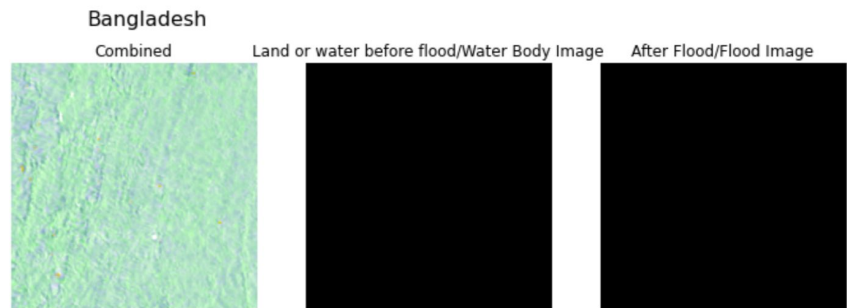 Bangladesh
Combined
Land or water before flood/Water Body Image
After Flood/Flood Image